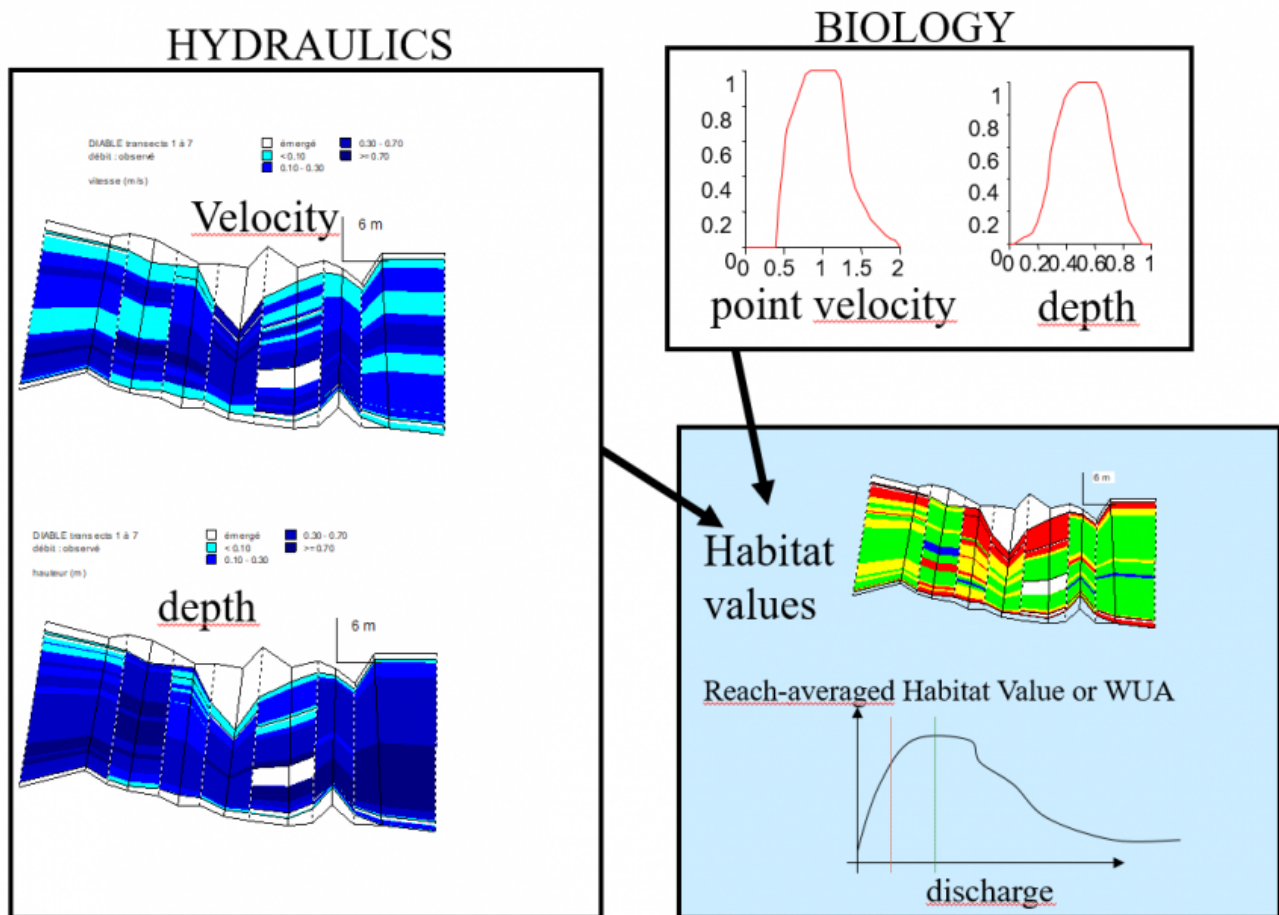 HYDRAULICS
DIABLE transects 1 à 7
débit : observé
vitesse (m/s)
émergé
< 0.10
0.10 - 0.30
0.30 - 0.70
>= 0.70
Velocity
6 m
DIABLE transects 1 à 7
débit : observé
hauteur (m)
émergé
< 0.10
0.10 - 0.30
0.30 - 0.70
>= 0.70
depth
6 m
BIOLOGY
1
0.8
0.6
0.4
0.2
0
0 0.5 1 1.5 2
point velocity
1
0.8
0.6
0.4
0.2
0
0 0.20.40.60.8 1
depth
6 m
Habitat
values
Reach-averaged Habitat Value or WUA
discharge